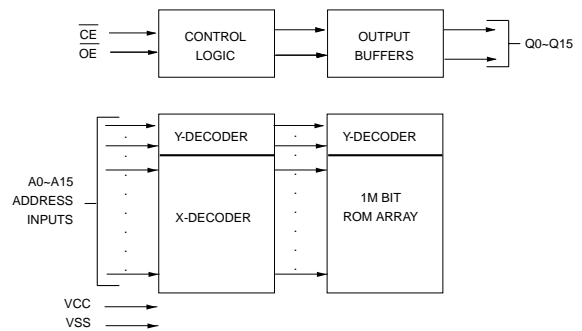 CE
OE
CONTROL
LOGIC
OUTPUT
BUFFERS
Q0~Q15
A0~A15
ADDRESS
INPUTS
Y-DECODER
X-DECODER
Y-DECODER
1M BIT
ROM ARRAY
VCC
VSS